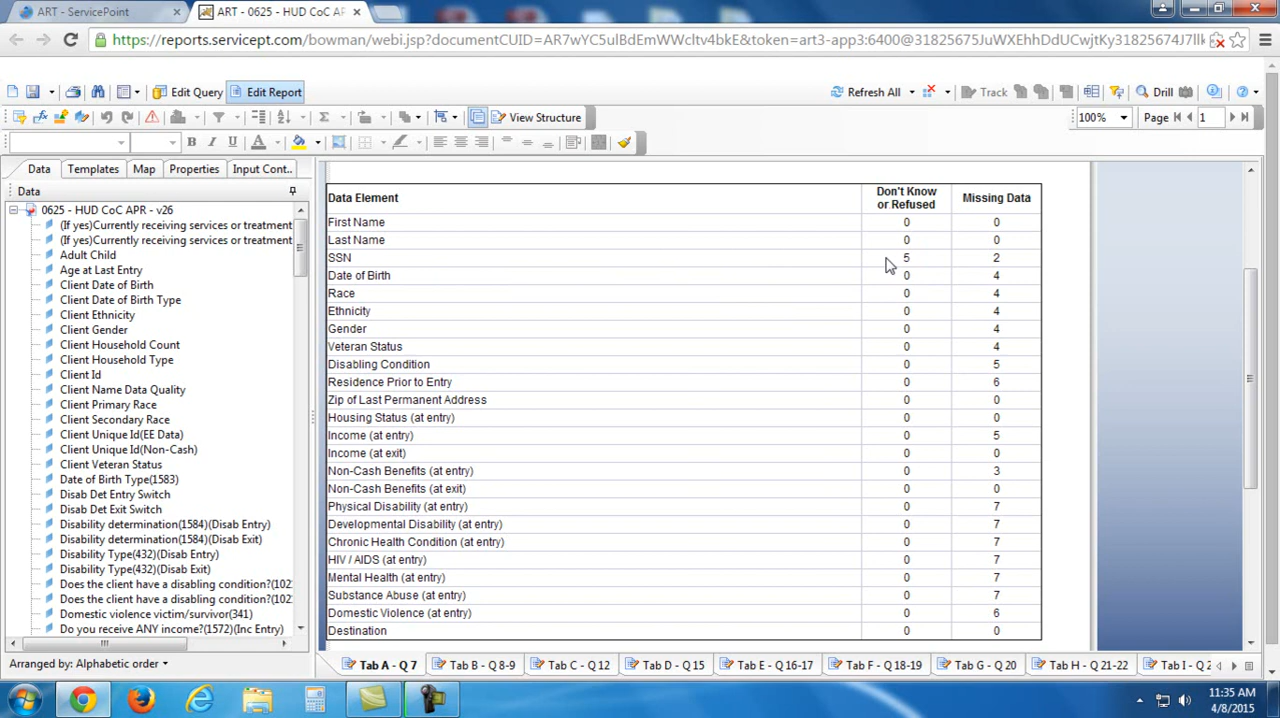 ART - ServicePoint
ART - 0625 - HUD CoC APR -
https://reports.servicept.com/bowman/webi.jsp?documentCUID=AR7wYC5ulBdEmWWcltv4bkE&token=art3-app3:6400@31825675JuWXEhhDdUCwjtKy31825674J7llk
Edit Query Edit Report Refresh All Track Drill
View Structure 100% Page 1
Data Templates Map Properties Input Cont..
Data
0625 - HUD CoC APR - v26
(If yes)Currently receiving services or treatment
(If yes)Currently receiving services or treatment
Adult Child
Age at Last Entry
Client Date of Birth
Client Date of Birth Type
Client Ethnicity
Client Gender
Client Household Count
Client Household Type
Client Id
Client Name Data Quality
Client Primary Race
Client Secondary Race
Client Unique Id(EE Data)
Client Unique Id(Non-Cash)
Client Veteran Status
Date of Birth Type(1583)
Disab Det Entry Switch
Disab Det Exit Switch
Disability determination(1584)(Disab Entry)
Disability determination(1584)(Disab Exit)
Disability Type(432)(Disab Entry)
Disability Type(432)(Disab Exit)
Does the client have a disabling condition?(102
Does the client have a disabling condition?(102
Domestic violence victim/survivor(341)
Do you receive ANY income?(1572)(Inc Entry)
Arranged by: Alphabetic order
Data Element Don't Know or Refused Missing Data
First Name 0 0
Last Name 0 0
SSN 5 2
Date of Birth 0 4
Race 0 4
Ethnicity 0 4
Gender 0 4
Veteran Status 0 4
Disabling Condition 0 5
Residence Prior to Entry 0 6
Zip of Last Permanent Address 0 0
Housing Status (at entry) 0 0
Income (at entry) 0 5
Income (at exit) 0 0
Non-Cash Benefits (at entry) 0 3
Non-Cash Benefits (at exit) 0 0
Physical Disability (at entry) 0 7
Developmental Disability (at entry) 0 7
Chronic Health Condition (at entry) 0 7
HIV / AIDS (at entry) 0 7
Mental Health (at entry) 0 7
Substance Abuse (at entry) 0 7
Domestic Violence (at entry) 0 6
Destination 0 0
Tab A - Q 7 Tab B - Q 8-9 Tab C - Q 12 Tab D - Q 15 Tab E - Q 16-17 Tab F - Q 18-19 Tab G - Q 20 Tab H - Q 21-22 Tab I - Q 2
11:35 AM
4/8/2015